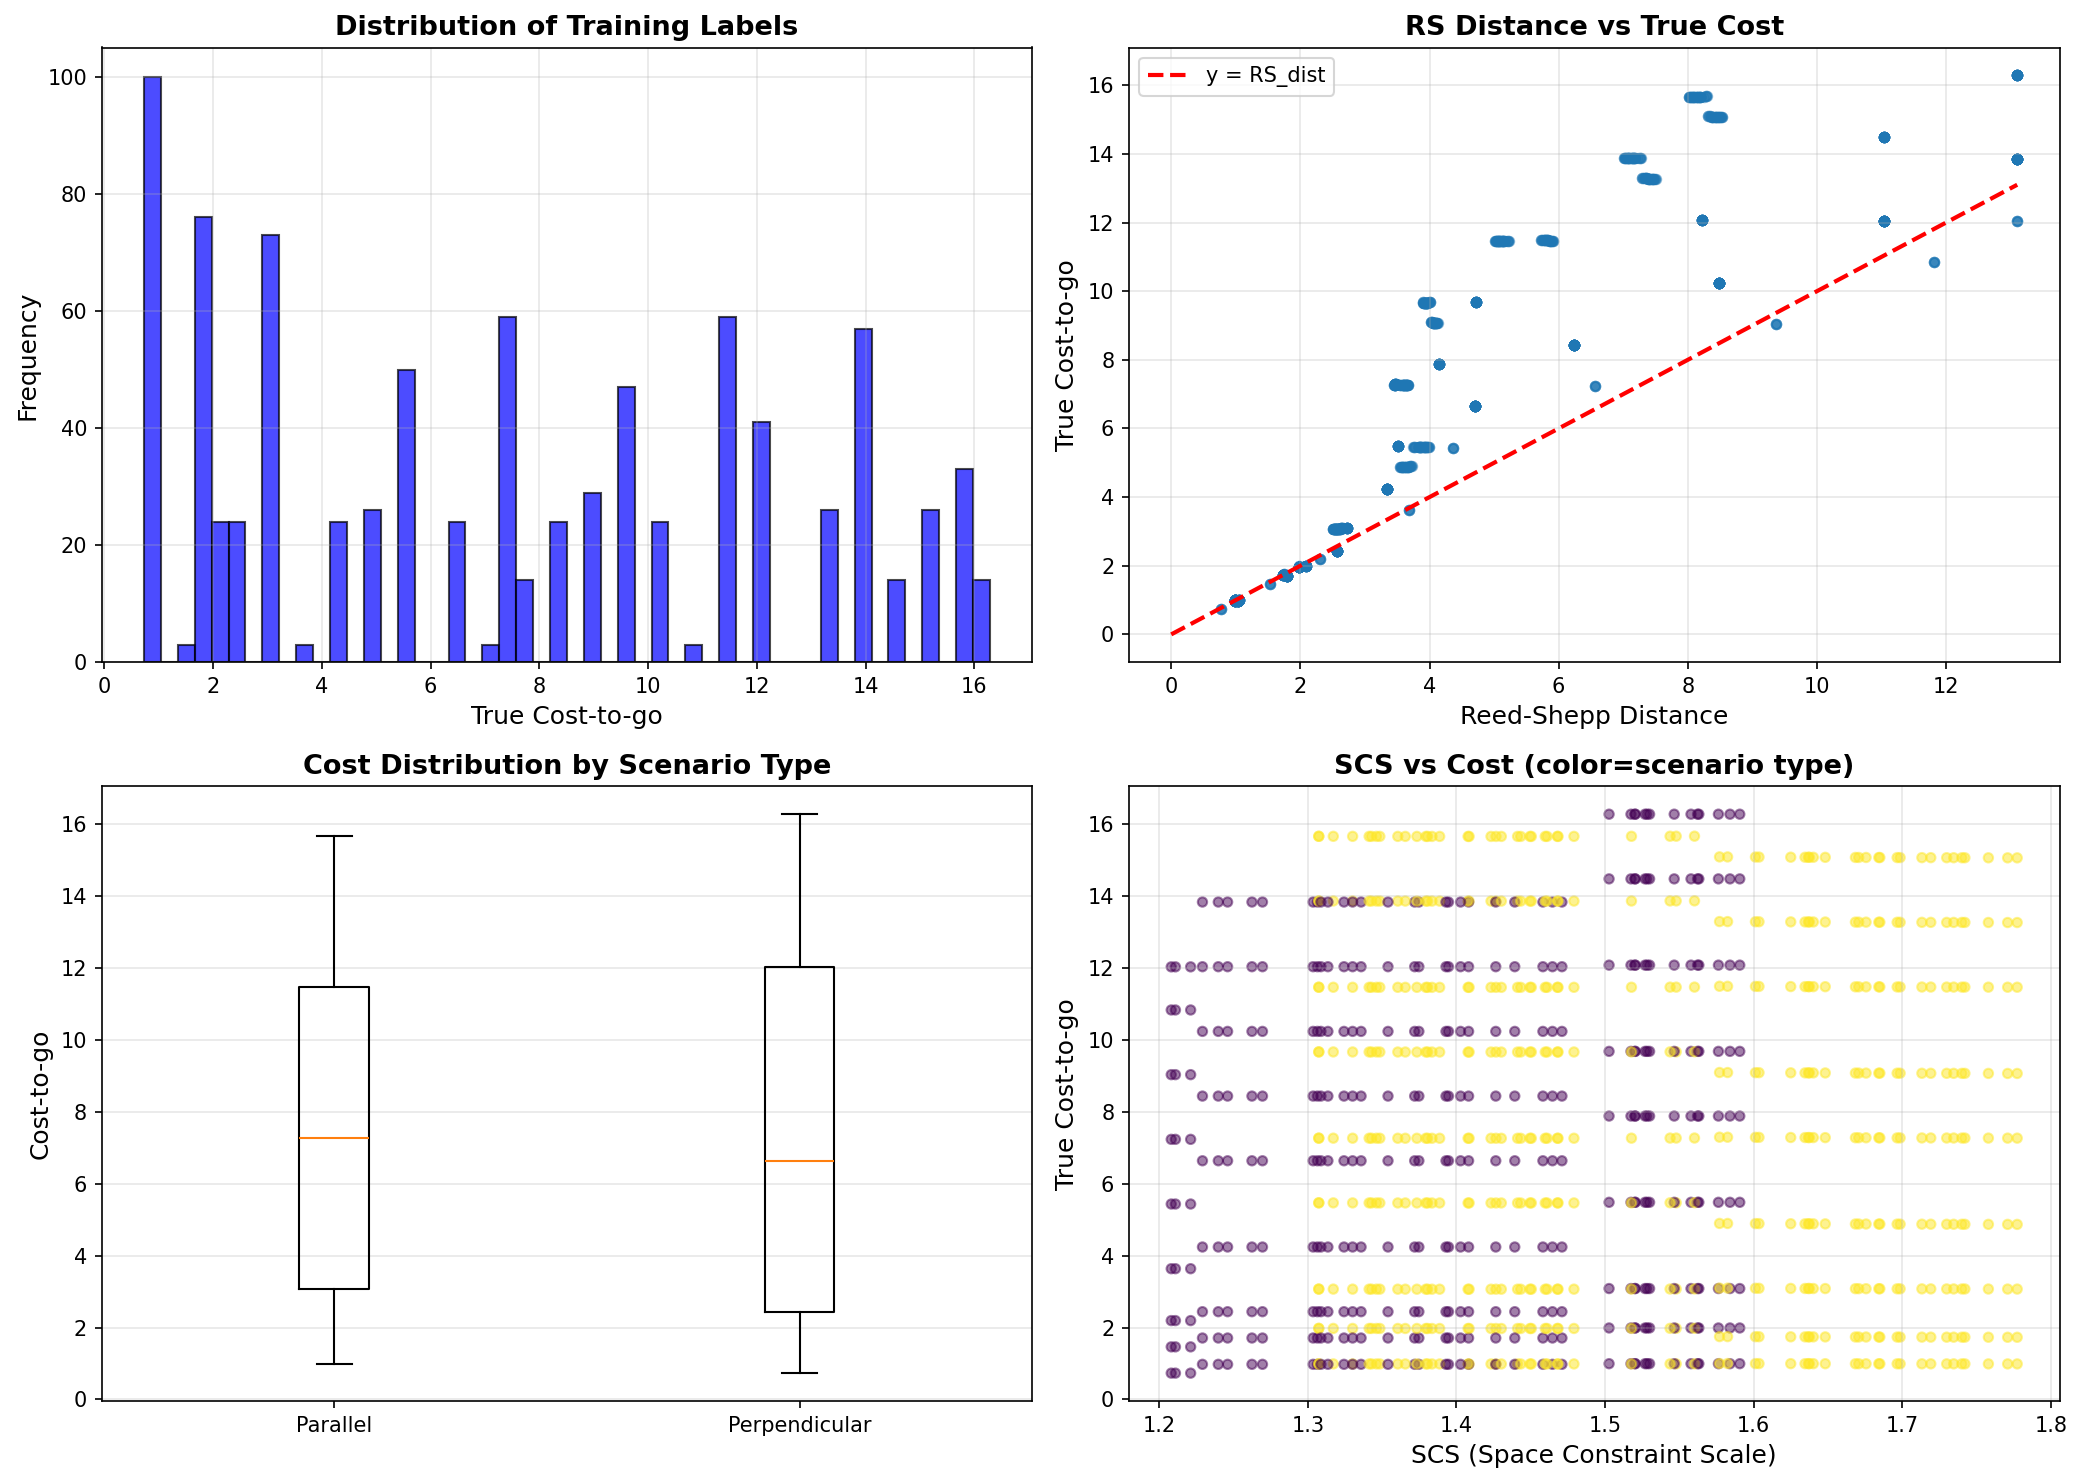 Distribution of Training Labels
Frequency
100
80
60
40
20
0
0 2 4 6 8 10 12 14 16
True Cost-to-go
RS Distance vs True Cost
y = RS_dist
True Cost-to-go
16
14
12
10
8
6
4
2
0
0 2 4 6 8 10 12
Reed-Shepp Distance
Cost Distribution by Scenario Type
Cost-to-go
16
14
12
10
8
6
4
2
0
Parallel Perpendicular
SCS vs Cost (color=scenario type)
True Cost-to-go
16
14
12
10
8
6
4
2
0
1.2 1.3 1.4 1.5 1.6 1.7 1.8
SCS (Space Constraint Scale)